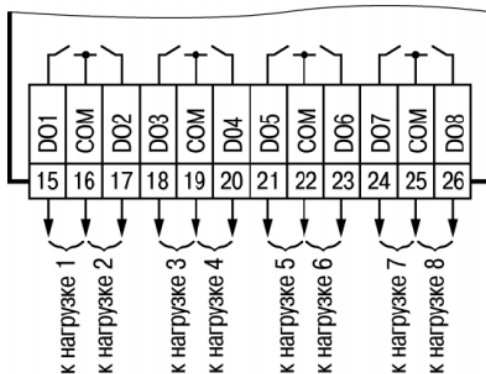 DO1 COM DO2 DO3 COM DO4 DO5 COM DO6 DO7 COM DO8
15 16 17 18 19 20 21 22 23 24 25 26
к нагрузке 1
к нагрузке 2
к нагрузке 3
к нагрузке 4
к нагрузке 5
к нагрузке 6
к нагрузке 7
к нагрузке 8